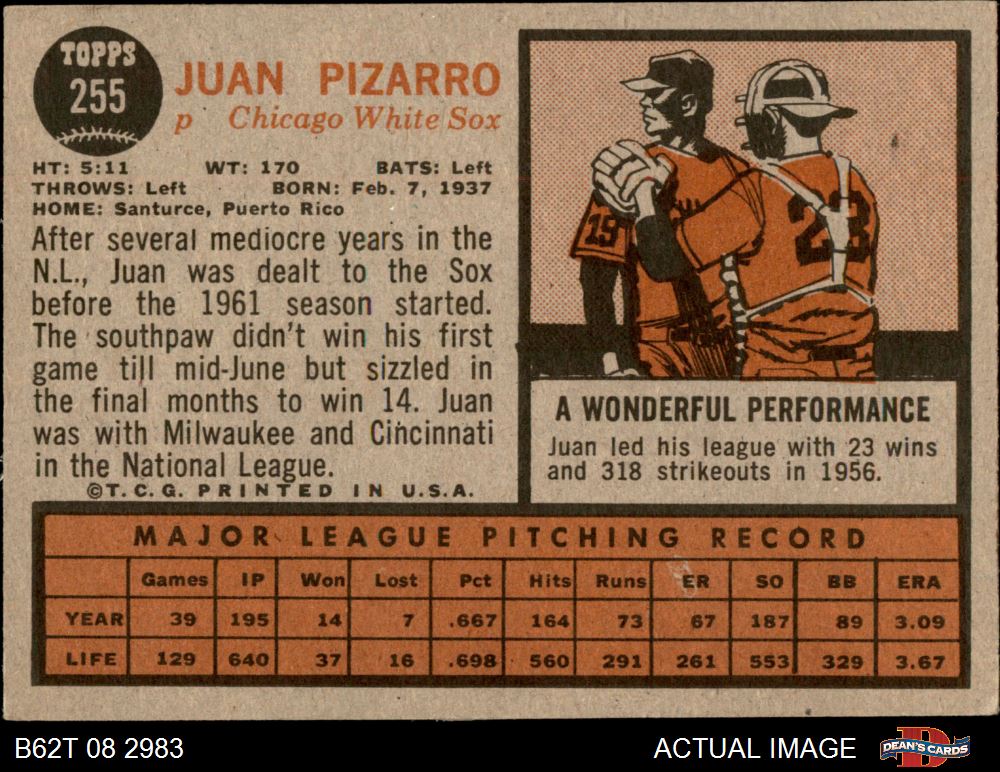 TOPPS
255
JUAN PIZARRO
p Chicago White Sox
HT: 5:11 WT: 170 BATS: Left
THROWS: Left BORN: Feb. 7, 1937
HOME: Santurce, Puerto Rico
After several mediocre years in the
N.L., Juan was dealt to the Sox
before the 1961 season started.
The southpaw didn't win his first
game till mid-June but sizzled in
the final months to win 14. Juan
was with Milwaukee and Cincinnati
in the National League.
©T. C. G. PRINTED IN U.S.A.
19
23
A WONDERFUL PERFORMANCE
Juan led his league with 23 wins
and 318 strikeouts in 1956.
MAJOR LEAGUE PITCHING RECORD
Games IP Won Lost Pct Hits Runs ER SO BB ERA
YEAR 39 195 14 7 .667 164 73 67 187 89 3.09
LIFE 129 640 37 16 .698 560 291 261 553 329 3.67
B62T 08 2983 ACTUAL IMAGE DEAN'S CARDS